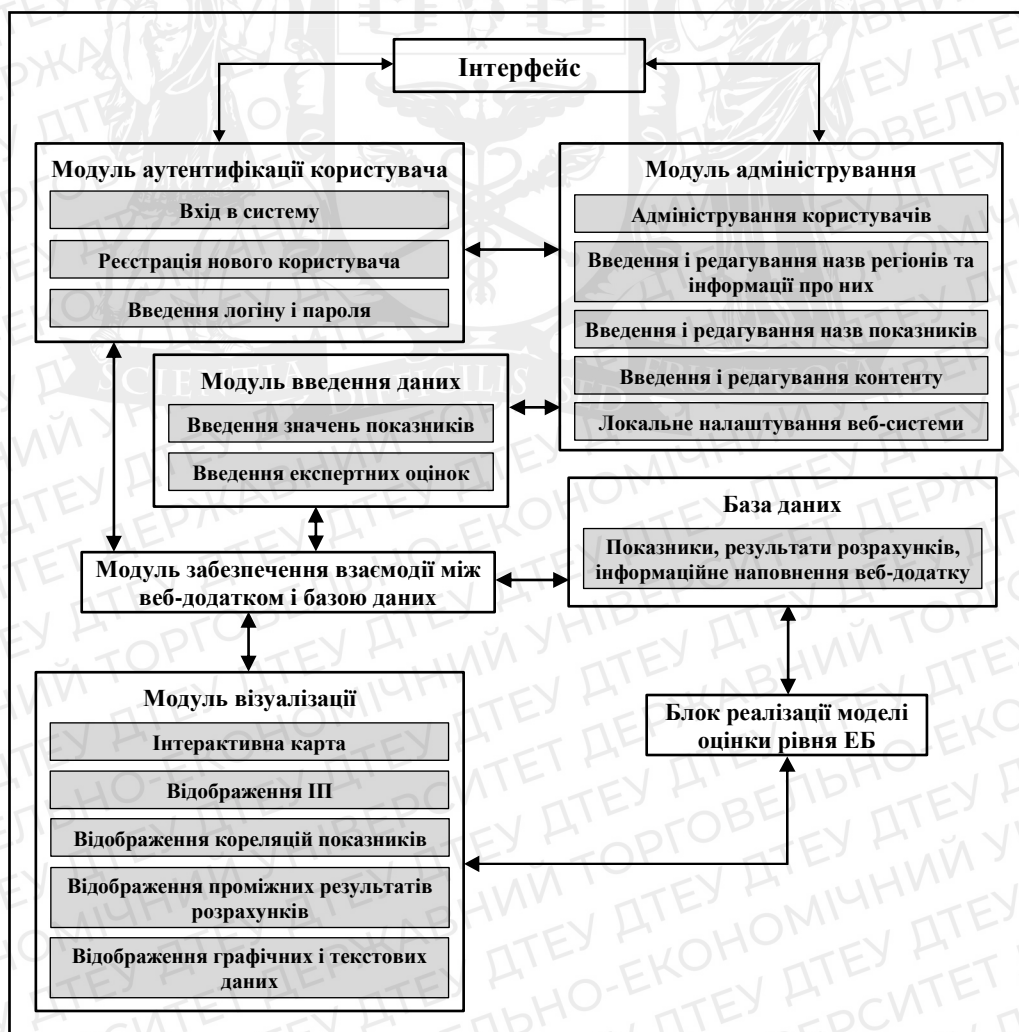 Інтерфейс
Модуль аутентифікації користувача
Вхід в систему
Реєстрація нового користувача
Введення логіну і пароля
Модуль адміністрування
Адміністрування користувачів
Введення і редагування назв регіонів та
інформації про них
Введення і редагування назв показників
Введення і редагування контенту
Локальне налаштування веб-системи
Модуль введення даних
Введення значень показників
Введення експертних оцінок
База даних
Показники, результати розрахунків,
інформаційне наповнення веб-додатку
Модуль забезпечення взаємодії між
веб-додатком і базою даних
Модуль візуалізації
Інтерактивна карта
Відображення ІП
Відображення кореляцій показників
Відображення проміжних результатів
розрахунків
Відображення графічних і текстових
даних
Блок реалізації моделі
оцінки рівня ЕБ